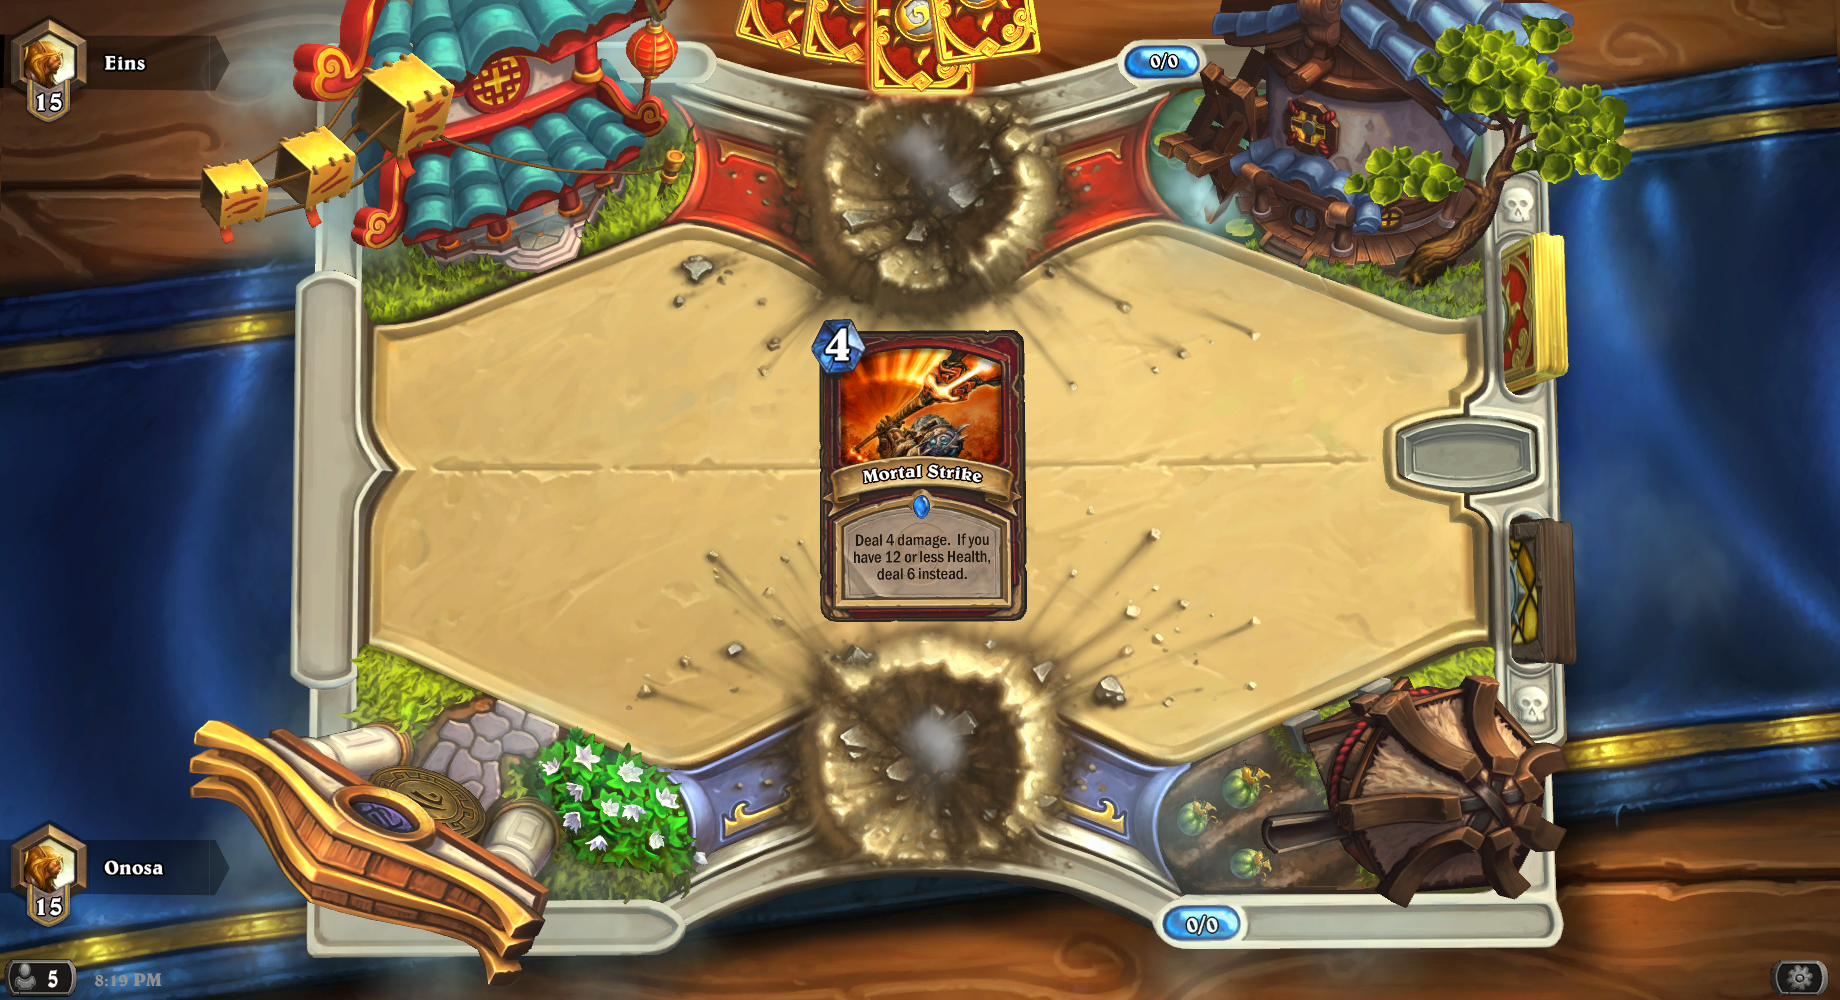 Eins
15
0/0
4
Mortal Strike
Deal 4 damage. If you
have 12 or less Health,
deal 6 instead.
Onosa
15
0/0
5
8:19 PM